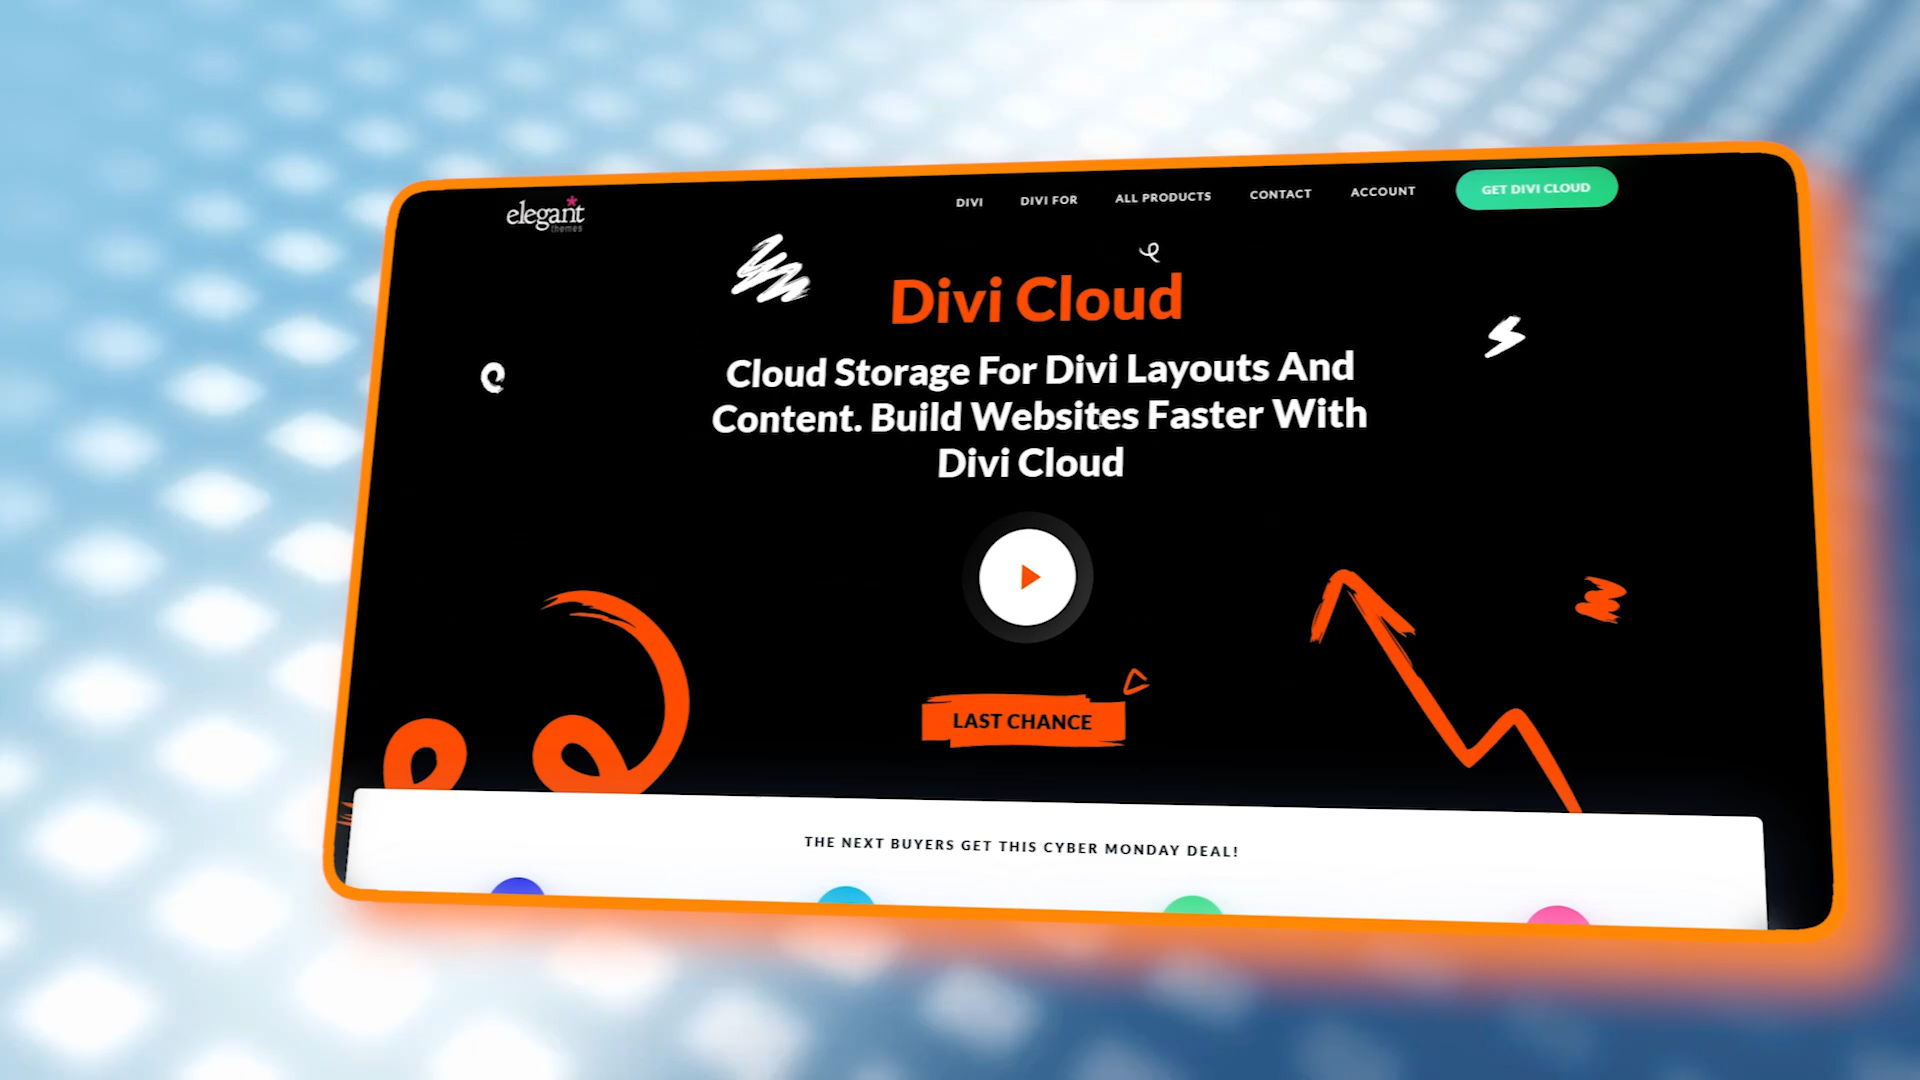 elegant
themes
DIVI
DIVI FOR
ALL PRODUCTS
CONTACT
ACCOUNT
GET DIVI CLOUD
Divi Cloud
Cloud Storage For Divi Layouts And
Content. Build Websites Faster With
Divi Cloud
LAST CHANCE
THE NEXT BUYERS GET THIS CYBER MONDAY DEAL!